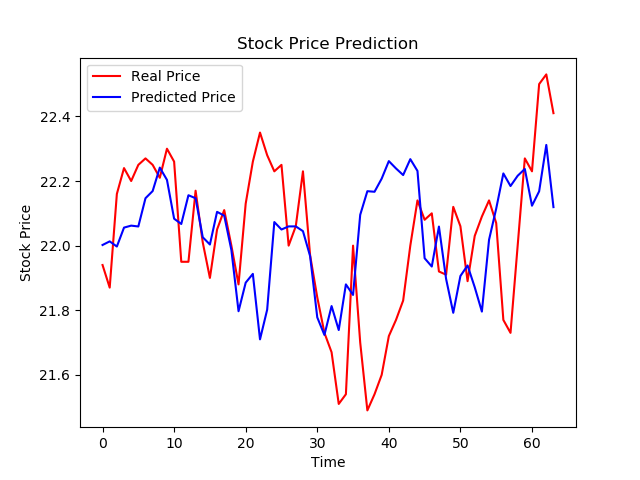 Stock Price Prediction
Real Price
Predicted Price
Stock Price
22.4
22.2
22.0
21.8
21.6
0 10 20 30 40 50 60
Time